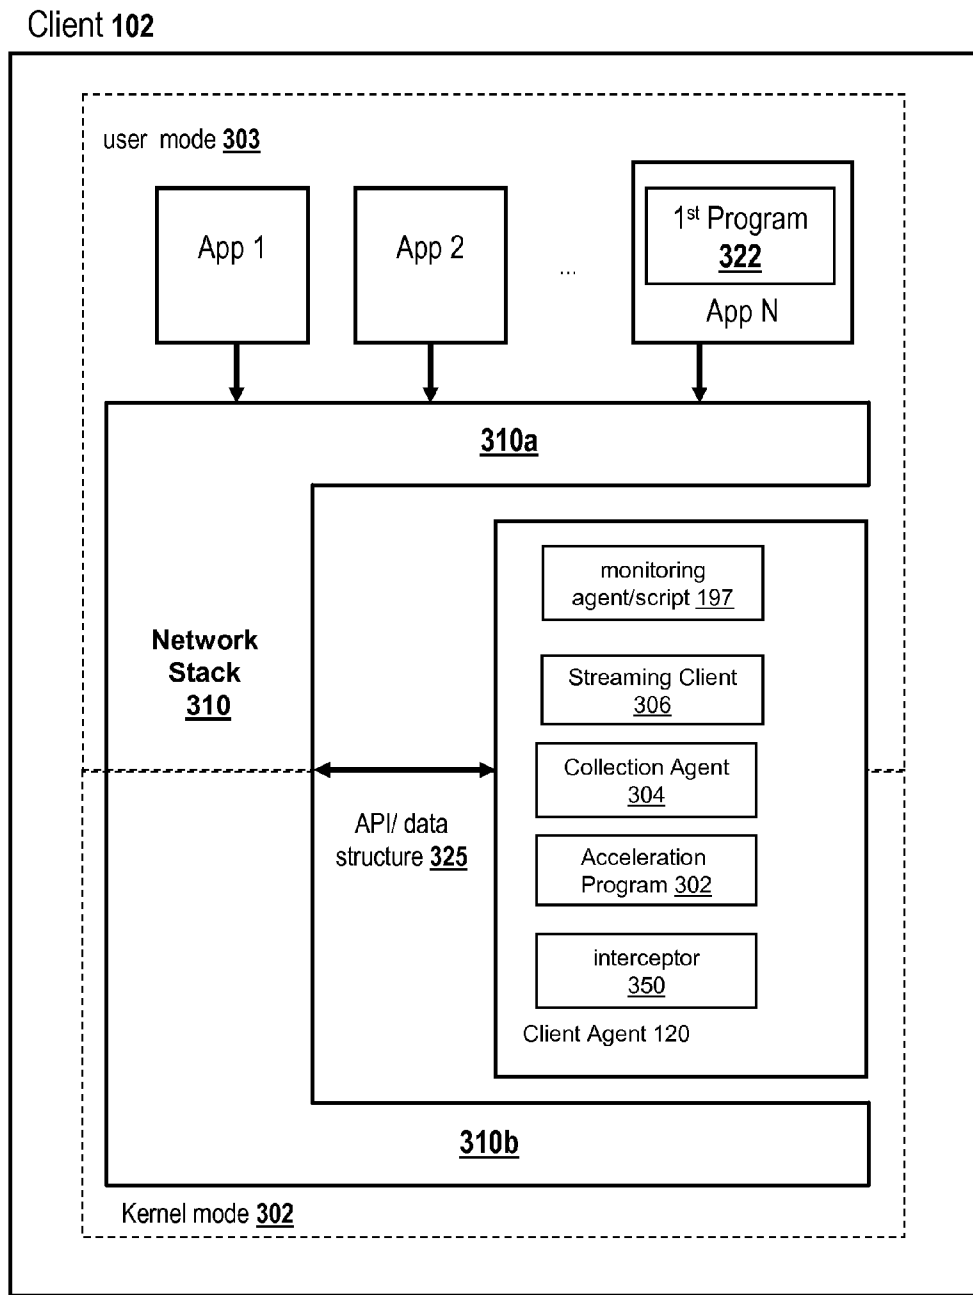 Client 102
user mode 303
App 1
App 2
...
1st Program
322
App N
310a
monitoring
agent/script 197
Network
Stack
310
Streaming Client
306
Collection Agent
304
API/ data
structure 325
Acceleration
Program 302
interceptor
350
Client Agent 120
310b
Kernel mode 302